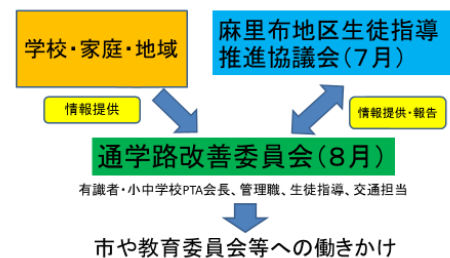 学校・家庭・地域
麻里布地区生徒指導
推進協議会(7月)
情報提供
情報提供・報告
通学路改善委員会(8月)
有識者・小中学校PTA会長、管理職、生徒指導、交通担当
市や教育委員会等への働きかけ